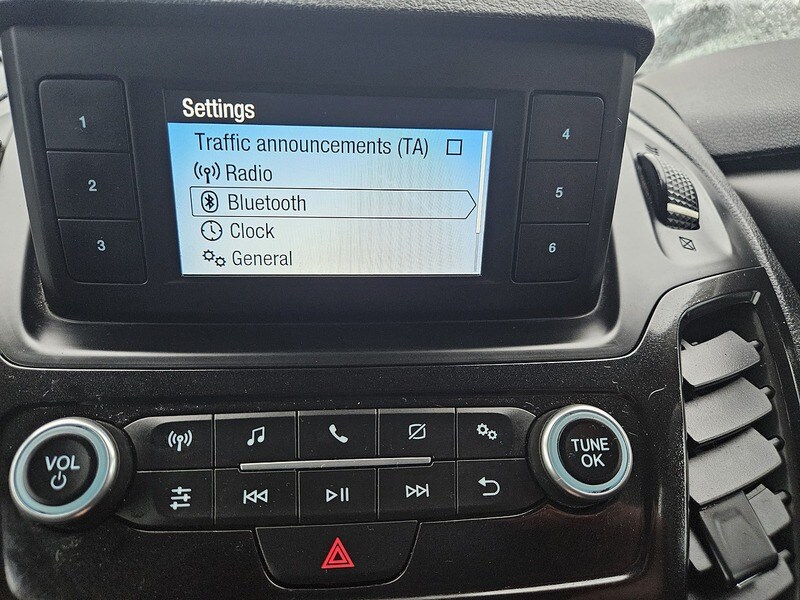 Settings
Traffic announcements (TA)
Radio
Bluetooth
Clock
General
1
2
3
4
5
6
VOL
TUNE
OK